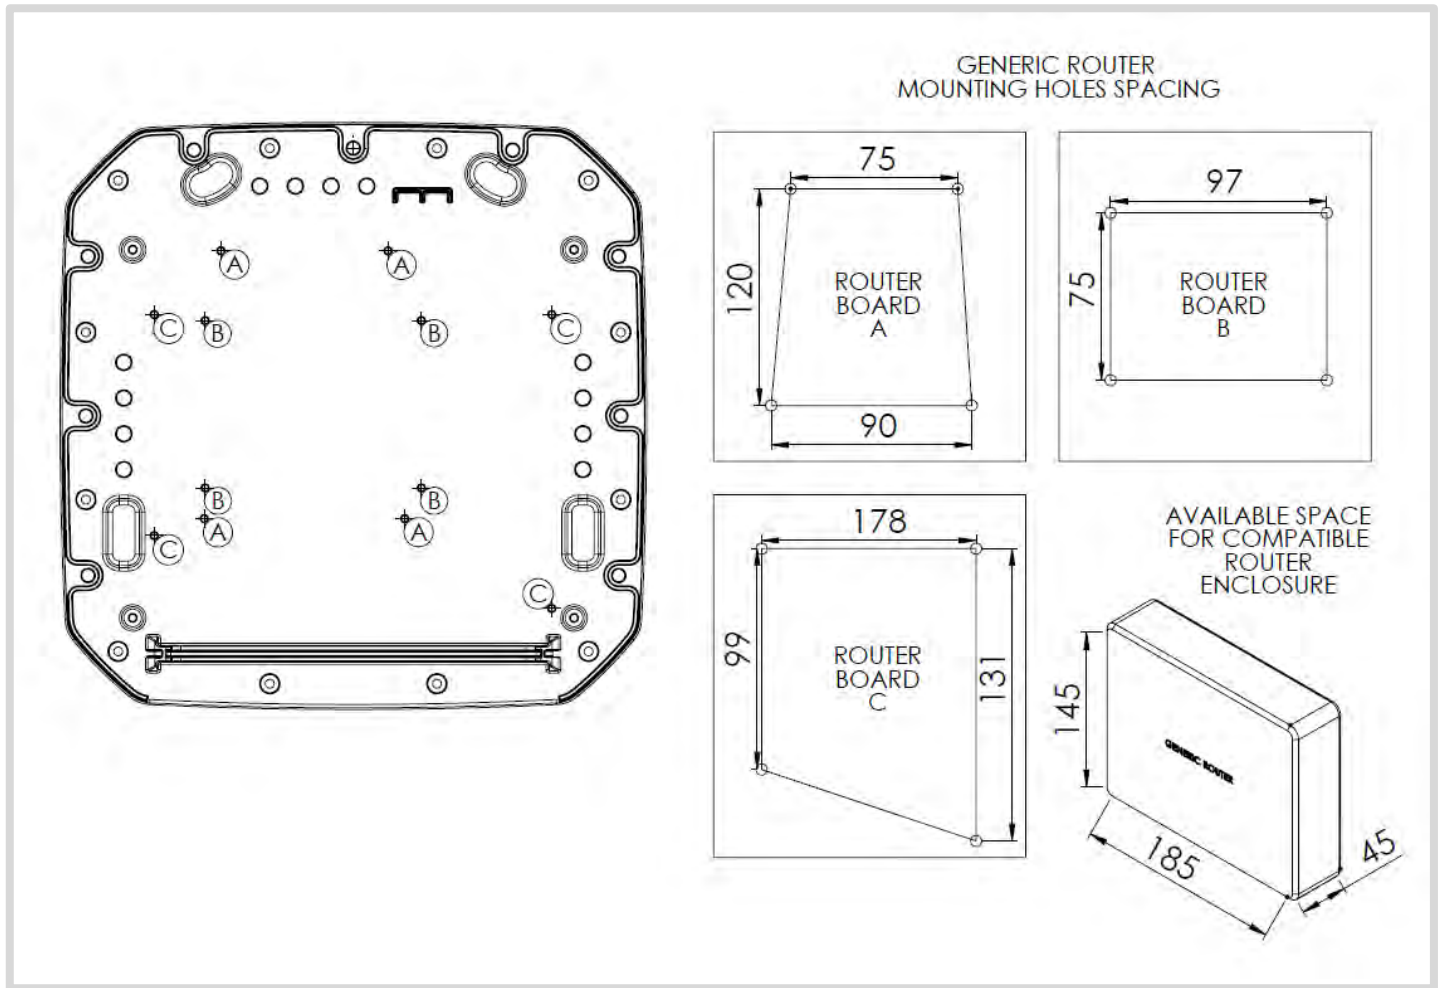 GENERIC ROUTER
MOUNTING HOLES SPACING
A
A
C
B
B
C
B
B
A
A
C
C
75
120
ROUTER
BOARD
A
90
97
75
ROUTER
BOARD
B
178
99
ROUTER
BOARD
C
131
AVAILABLE SPACE
FOR COMPATIBLE
ROUTER
ENCLOSURE
145
GENERIC ROUTER
185
45